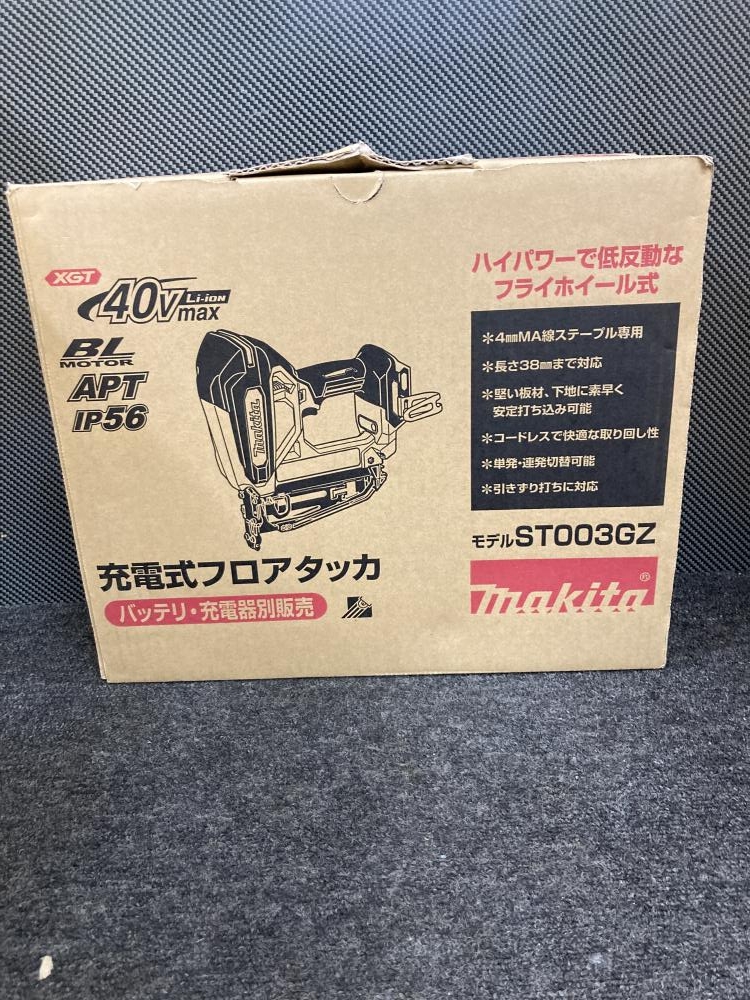 XGT
40Vmax Li-ion
BL
MOTOR
APT
IP56
makita
充電式フロアタッカ
バッテリ・充電器別販売
ハイパワーで低反動な
フライホイール式
＊4mmMA線ステープル専用
＊長さ38mmまで対応
＊堅い板材、下地に素早く
安定打ち込み可能
＊コードレスで快適な取り回し性
＊単発・連発切替可能
＊引きずり打ちに対応
モデルST003GZ
makita®